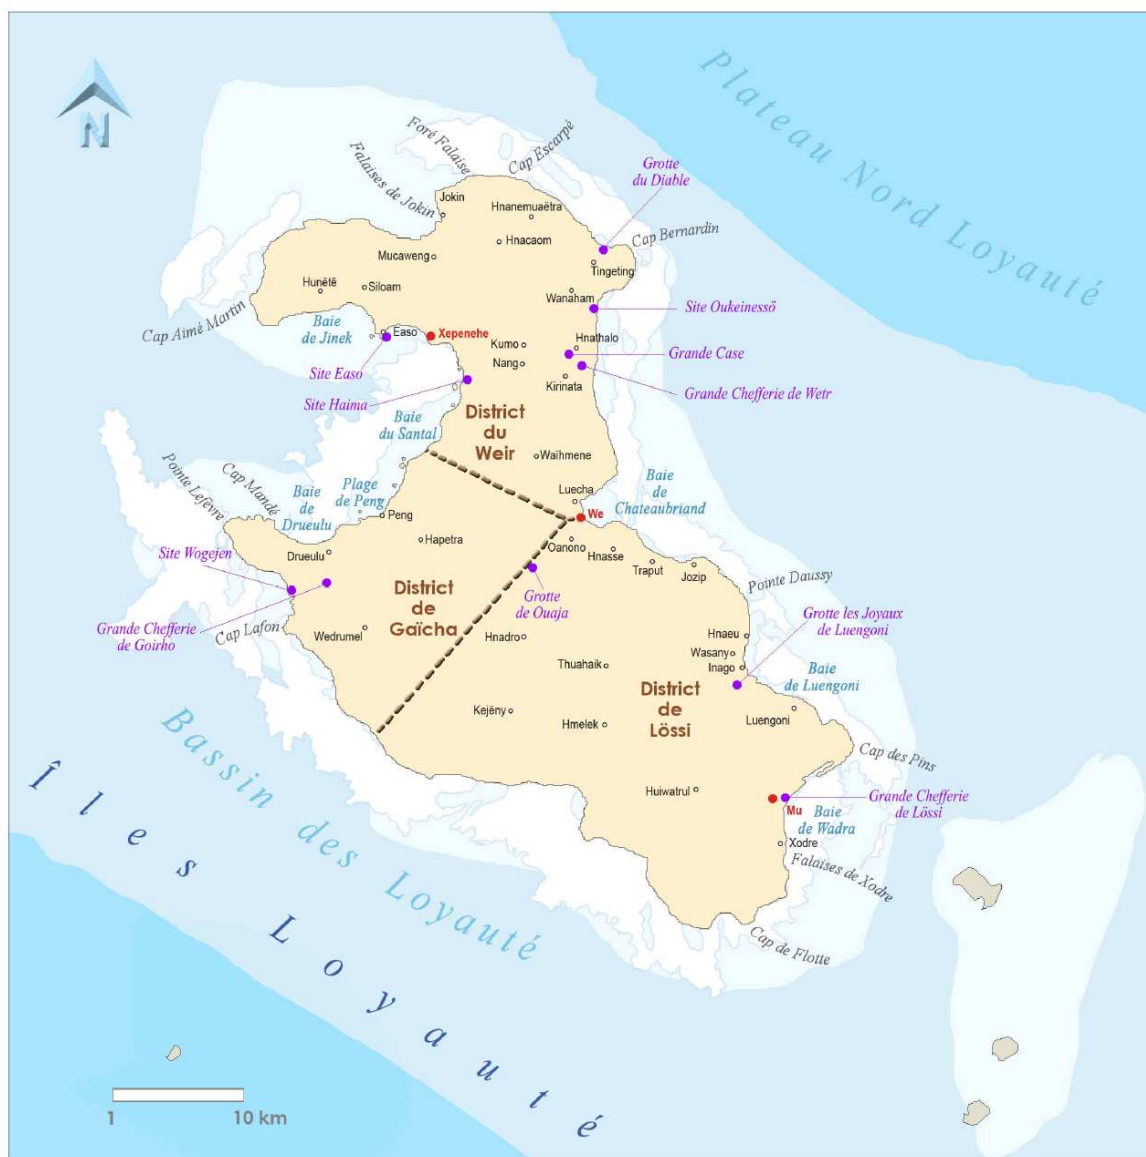 Plateau Nord Loyauté
N
Foré Falaise
Cap Escarpé
Falaises de Jokin
Grotte
du Diable
Jokin
Hnanemuaëtra
Cap Bernardin
Hnacaom
Mucaweng
Tingeting
Hunëtë
Siloam
Wanaham
Site Oukeinessö
Cap Aimé Martin
Baie
de Jinek
Easo
Xepenehe
Kumo
Hnathalo
Grande Case
Site Easo
Nang
Kirinata
Grande Chefferie de Wetr
Site Haima
District
du
Weir
Baie
du Santal
Waihmene
Pointe Lefèvre
Cap Mandé
Baie
de
Drueulu
Plage
de Peng
Luecha
Baie
de
Chateaubriand
Peng
We
Hapetra
Oanono
Hnasse
Site Wogejen
Drueulu
Traput
Jozip
Pointe Daussy
District
de
Gaïcha
Grotte
de Ouaja
Grande Chefferie
de Goirho
Cap Lafon
Wedrumel
Hnadro
Hnaeu
Grotte les Joyaux
de Luengoni
Wasany
Thuahaik
Inago
Baie
de Luengoni
District
de
Lössi
Kejëny
Hmelek
Luengoni
Cap des Pins
Huiwatrul
Grande Chefferie
de Lössi
Mu
Baie
de Wadra
Xodre
Falaises de Xodre
Cap de Flotte
Bassin des Loyauté
Îles Loyauté
1
10 km